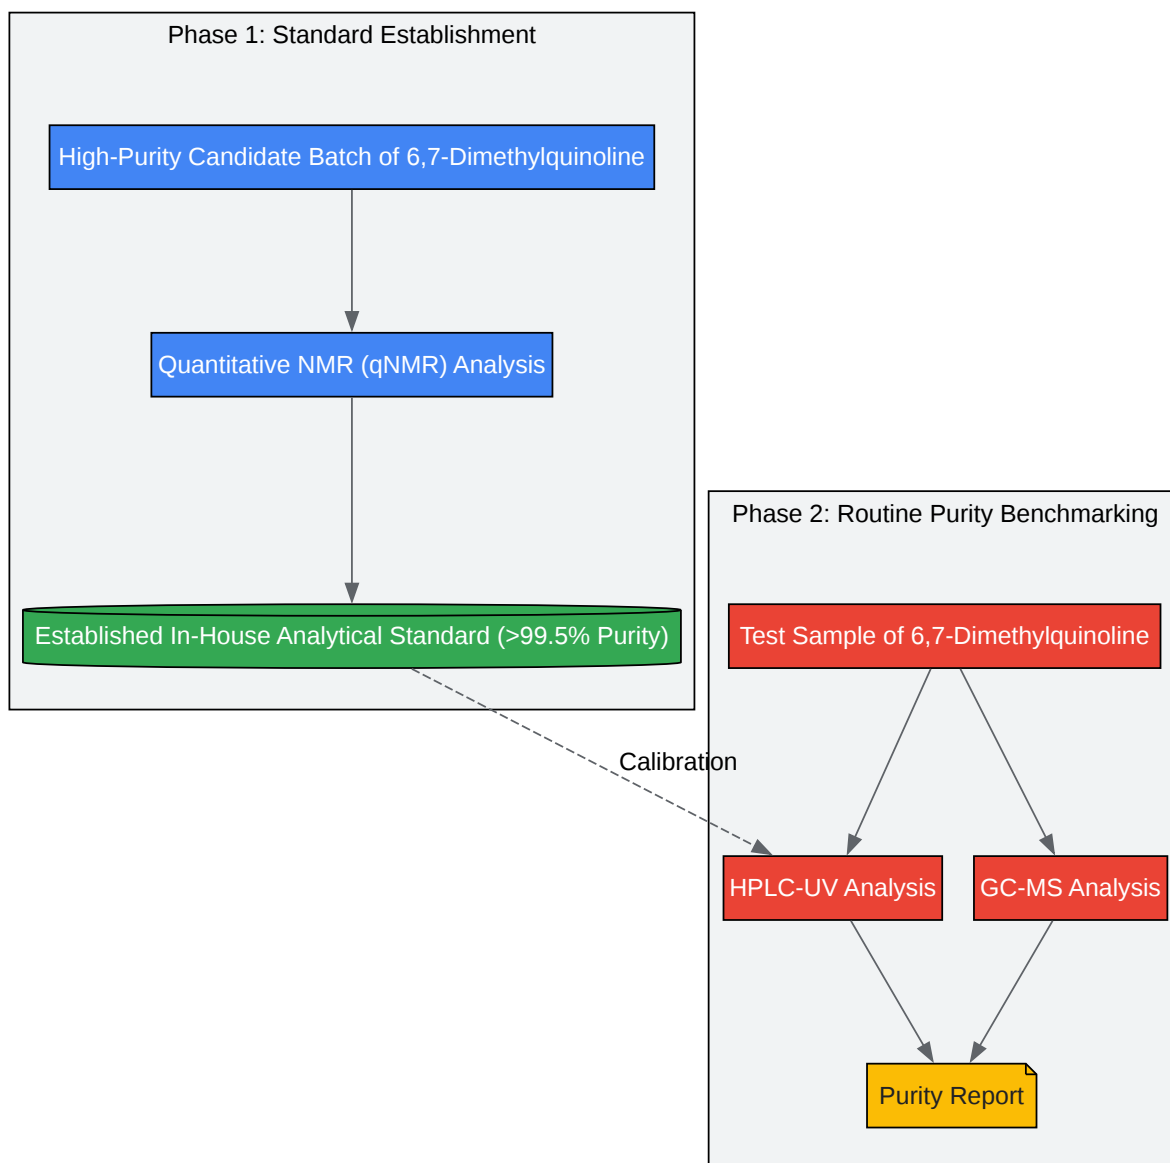 Phase 1: Standard Establishment
High-Purity Candidate Batch of 6,7-Dimethylquinoline
Quantitative NMR (qNMR) Analysis
Established In-House Analytical Standard (>99.5% Purity)
Phase 2: Routine Purity Benchmarking
Test Sample of 6,7-Dimethylquinoline
Calibration
HPLC-UV Analysis
GC-MS Analysis
Purity Report